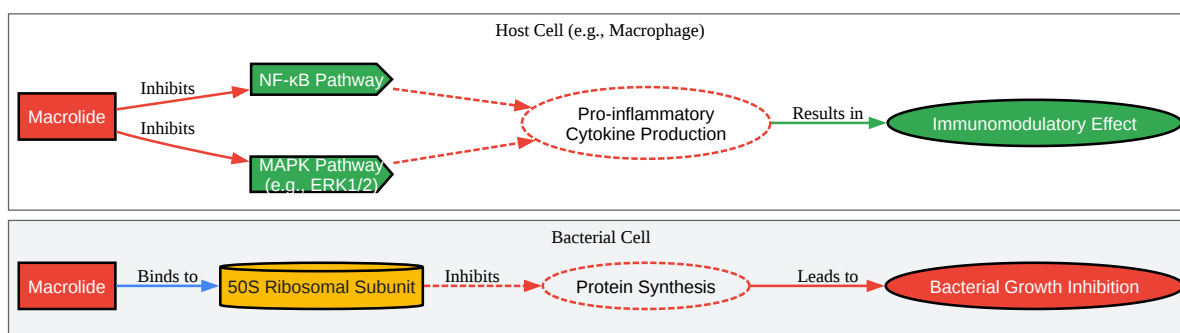 Host Cell (e.g., Macrophage)
Macrolide
Inhibits
Inhibits
NF-κB Pathway
MAPK Pathway
(e.g., ERK1/2)
Pro-inflammatory
Cytokine Production
Results in
Immunomodulatory Effect
Bacterial Cell
Macrolide
Binds to
50S Ribosomal Subunit
Inhibits
Protein Synthesis
Leads to
Bacterial Growth Inhibition